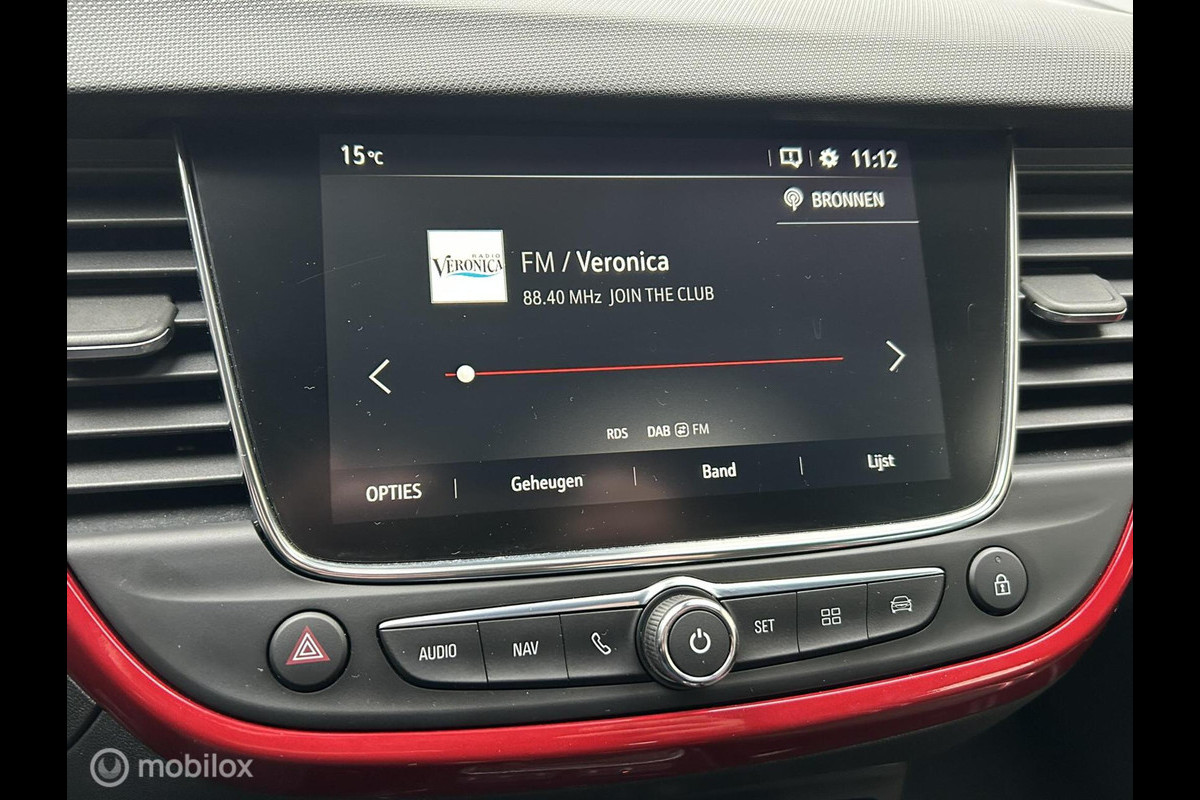 15°C
11:12
BRONNEN
RADIO
VERONICA
FM / Veronica
88.40 MHz JOIN THE CLUB
RDS DAB FM
OPTIES Geheugen Band Lijst
AUDIO NAV SET
mobilox